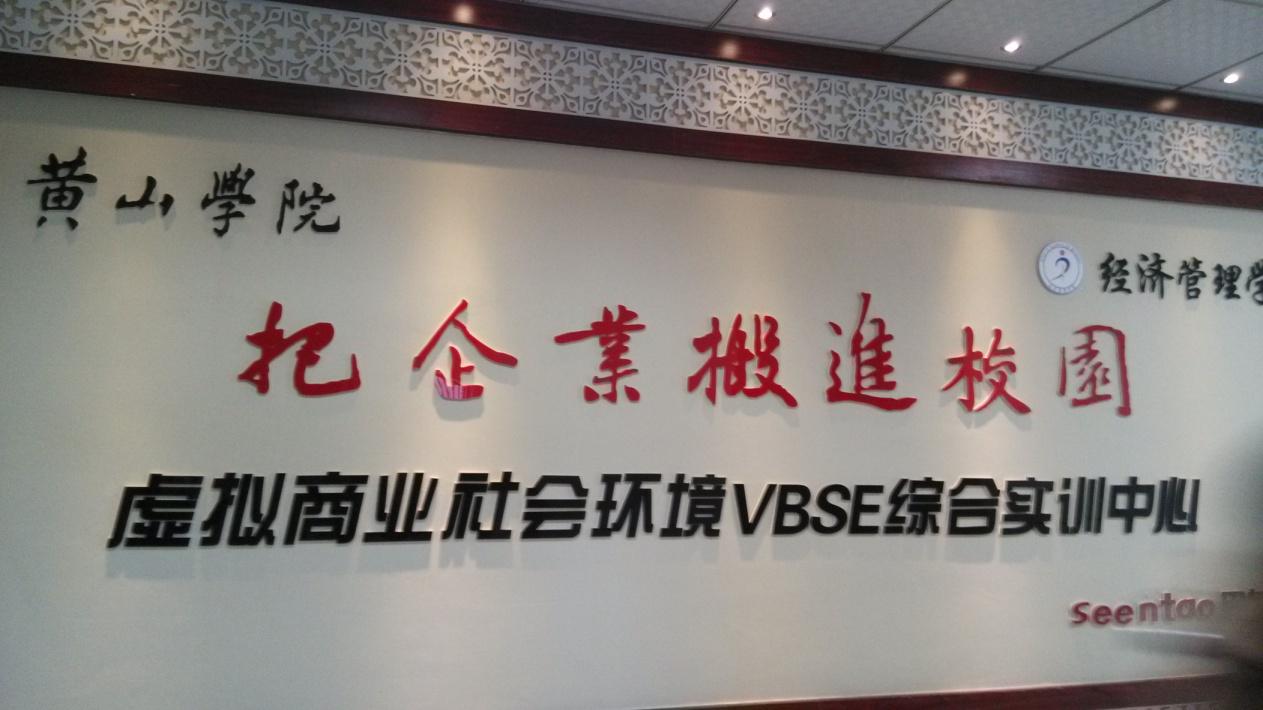 黄山學院
经济管理学
把企業搬進校園
虚拟商业社会环境VBSE综合实训中心
seentao